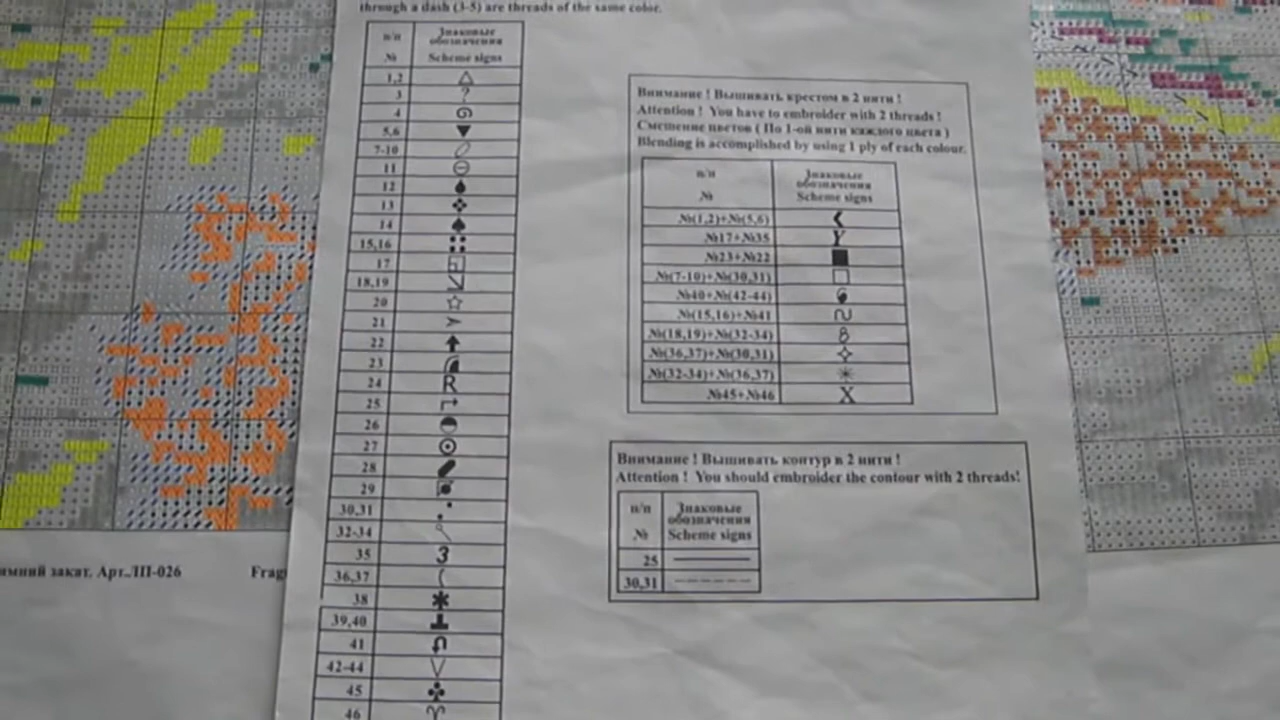 through a dash (3-5) are threads of the same color.
п/п
№
Знаковые
обозначения
Scheme signs
1,2
3 ?
4
5,6
7-10
11
12
13
14
15,16
17
18,19
20
21
22
23
24 R
25
26
27
28
29
30,31
32-34
35 3
36,37
38
39,40
41
42-44
45
46
Внимание ! Вышивать крестом в 2 нити !
Attention ! You have to embroider with 2 threads !
Смешение цветов ( По 1-ой нити каждого цвета )
Blending is accomplished by using 1 ply of each colour.
п/п
№
Знаковые
обозначения
Scheme signs
№(1,2)+№(5,6)
№17+№35 Y
№23+№22
№(7-10)+№(30,31)
№40+№(42-44)
№(15,16)+№41
№(18,19)+№(32-34)
№(36,37)+№(30,31)
№(32-34)+№(36,37)
№45+№46 X
Внимание ! Вышивать контур в 2 нити !
Attention ! You should embroider the contour with 2 threads!
п/п
№
Знаковые
обозначения
Scheme signs
25
30,31
закат. Арт.ЛП-026